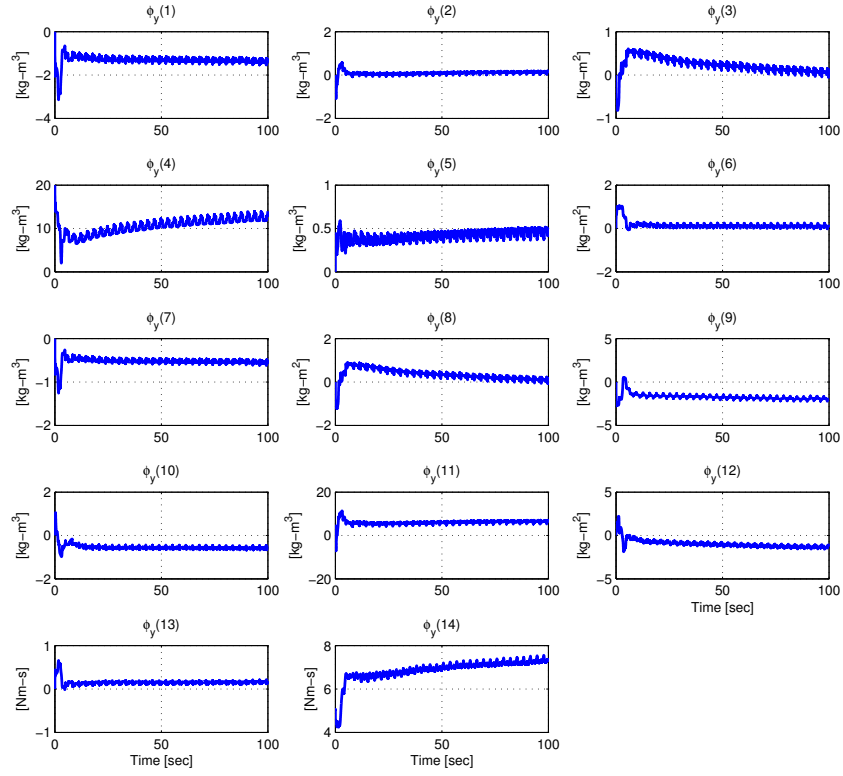 ϕy(1)
[kg−m³]
0
−2
−4
0 50 100
ϕy(2)
[kg−m³]
2
0
−2
0 50 100
ϕy(3)
[kg−m²]
1
0
−1
0 50 100
ϕy(4)
[kg−m³]
20
10
0
0 50 100
ϕy(5)
[kg−m³]
1
0.5
0
0 50 100
ϕy(6)
[kg−m²]
2
0
−2
0 50 100
ϕy(7)
[kg−m³]
0
−1
−2
0 50 100
ϕy(8)
[kg−m²]
2
0
−2
0 50 100
ϕy(9)
[kg−m²]
5
0
−5
0 50 100
ϕy(10)
[kg−m³]
2
0
−2
0 50 100
ϕy(11)
[kg−m³]
20
0
−20
0 50 100
ϕy(12)
[kg−m²]
5
0
−5
0 50 100
Time [sec]
ϕy(13)
[Nm−s]
1
0
−1
0 50 100
Time [sec]
ϕy(14)
[Nm−s]
8
6
4
0 50 100
Time [sec]